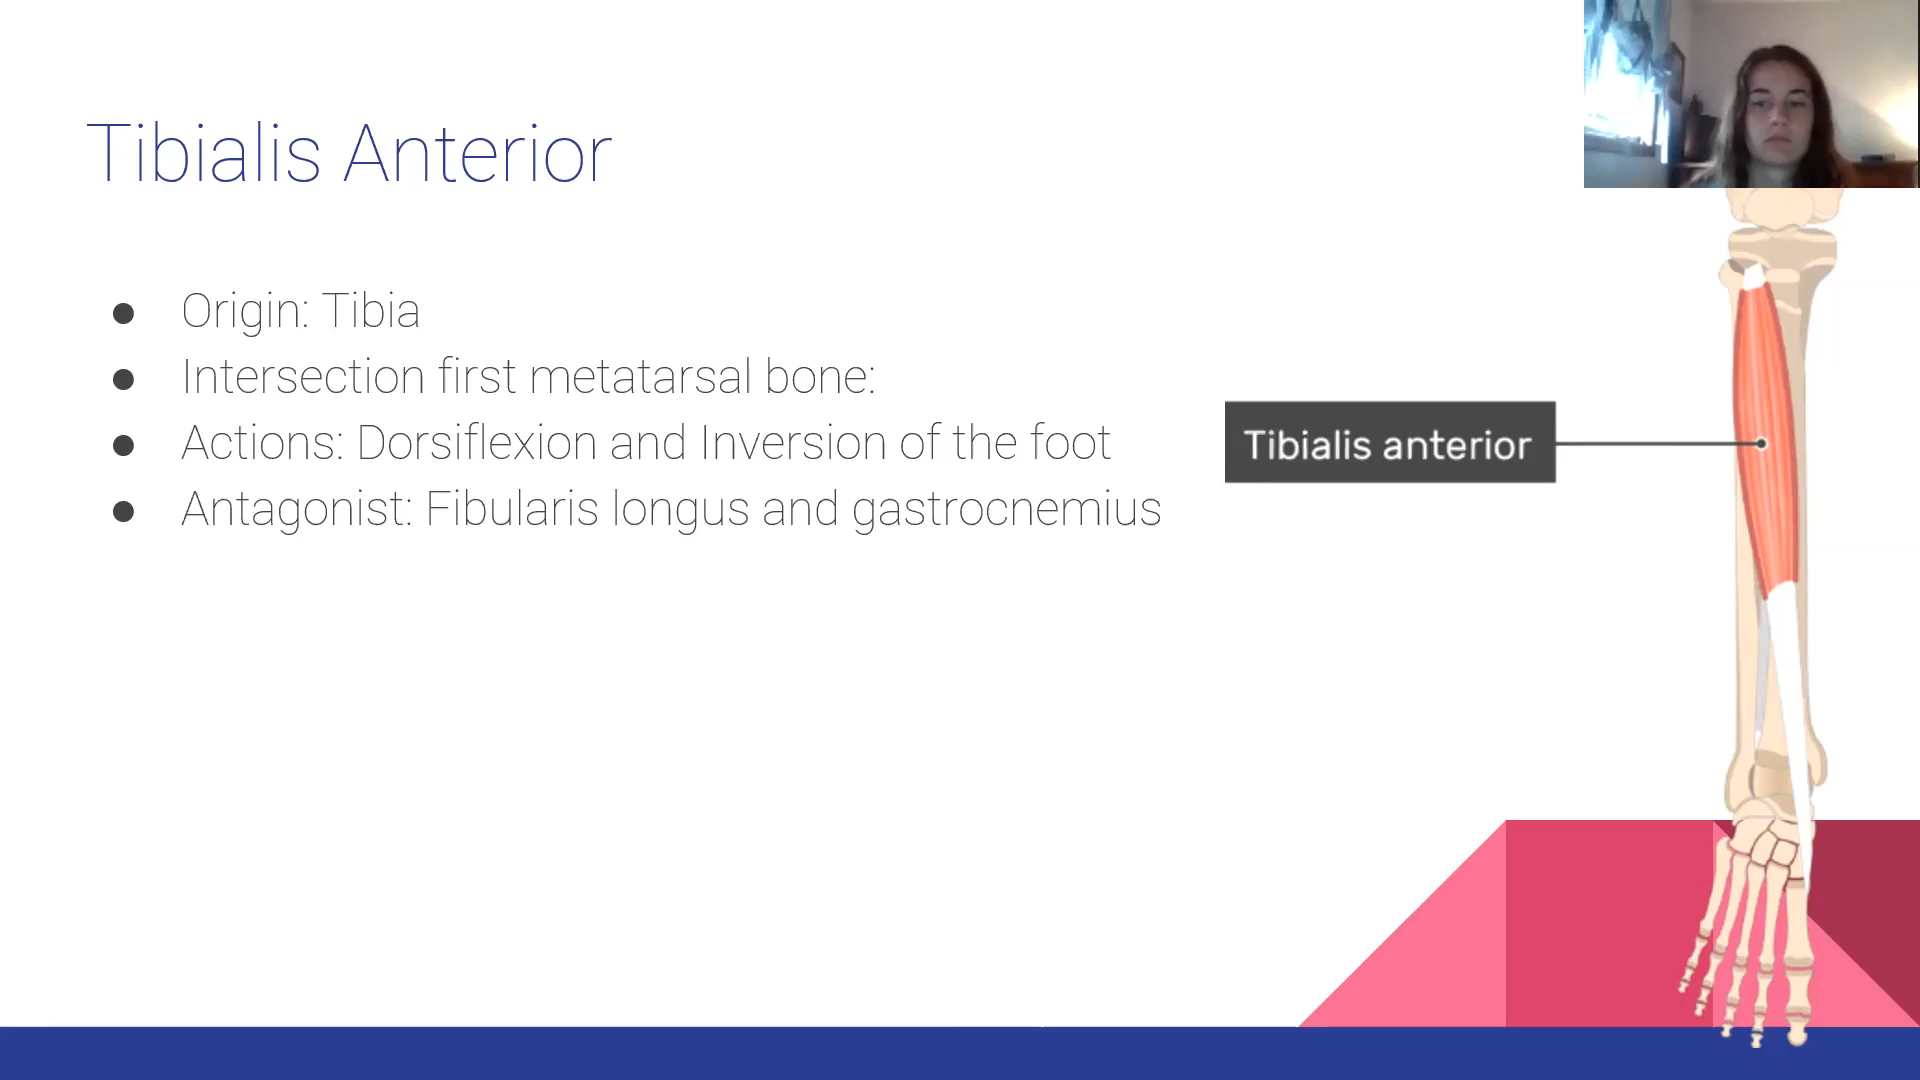 Tibialis Anterior
● Origin: Tibia
● Intersection first metatarsal bone:
● Actions: Dorsiflexion and Inversion of the foot
● Antagonist: Fibularis longus and gastrocnemius
Tibialis anterior